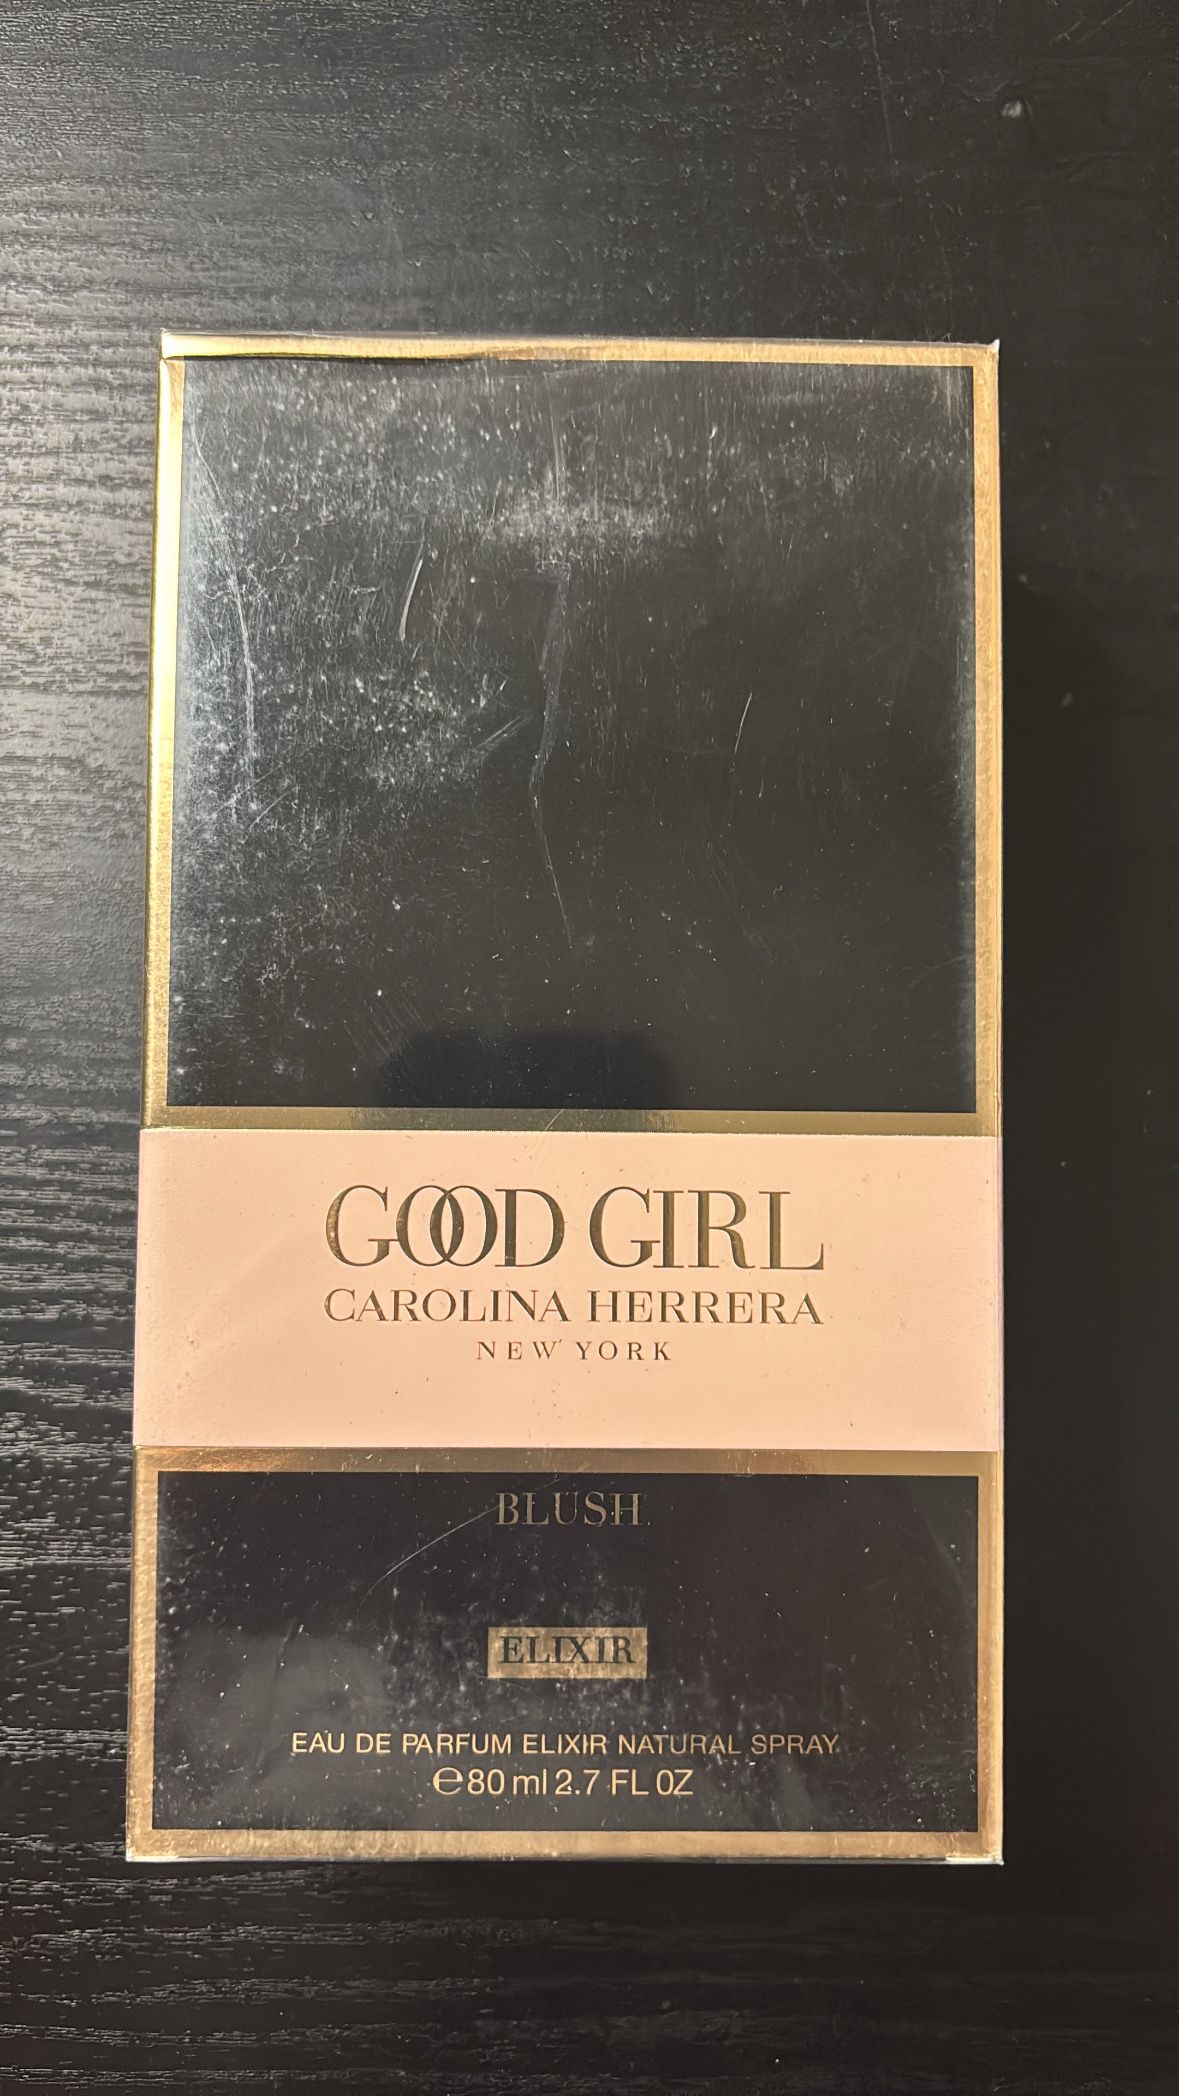 GOOD GIRL
CAROLINA HERRERA
NEW YORK
BLUSH
ELIXIR
EAU DE PARFUM ELIXIR NATURAL SPRAY
℮80 ml 2.7 FL OZ